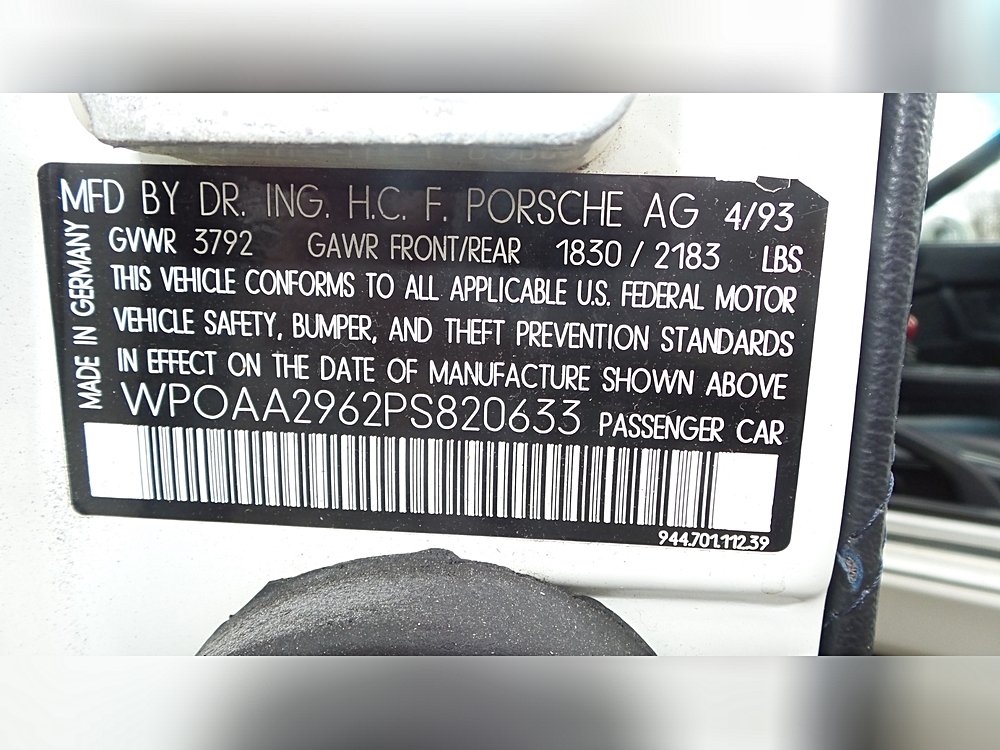 MFD BY DR. ING. H.C. F. PORSCHE AG 4/93
GVWR 3792 GAWR FRONT/REAR 1830 / 2183 LBS
THIS VEHICLE CONFORMS TO ALL APPLICABLE U.S. FEDERAL MOTOR
VEHICLE SAFETY, BUMPER, AND THEFT PREVENTION STANDARDS
IN EFFECT ON THE DATE OF MANUFACTURE SHOWN ABOVE
WP0AA2962PS820633 PASSENGER CAR
944.701.112.39
MADE IN GERMANY